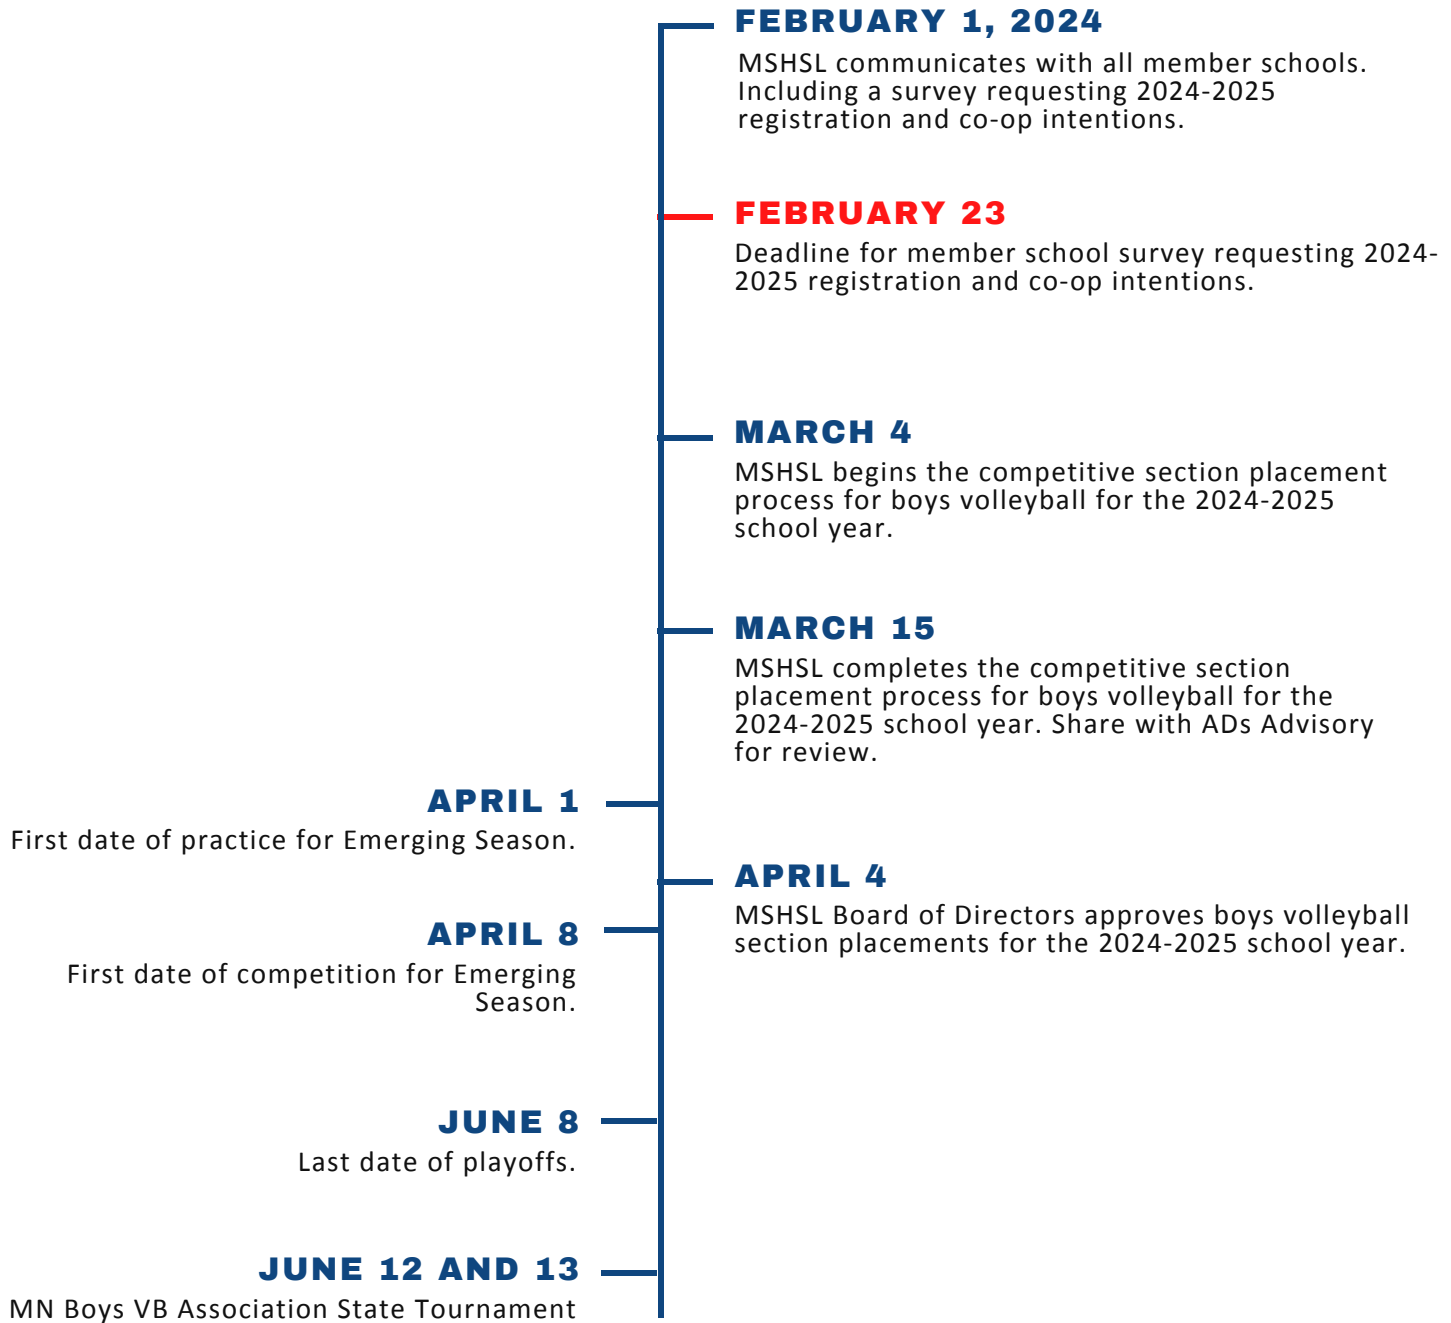 FEBRUARY 1, 2024
MSHSL communicates with all member schools.
Including a survey requesting 2024-2025
registration and co-op intentions.
FEBRUARY 23
Deadline for member school survey requesting 2024-
2025 registration and co-op intentions.
MARCH 4
MSHSL begins the competitive section placement
process for boys volleyball for the 2024-2025
school year.
MARCH 15
MSHSL completes the competitive section
placement process for boys volleyball for the
2024-2025 school year. Share with ADs Advisory
for review.
APRIL 1
First date of practice for Emerging Season.
APRIL 4
MSHSL Board of Directors approves boys volleyball
section placements for the 2024-2025 school year.
APRIL 8
First date of competition for Emerging
Season.
JUNE 8
Last date of playoffs.
JUNE 12 AND 13
MN Boys VB Association State Tournament